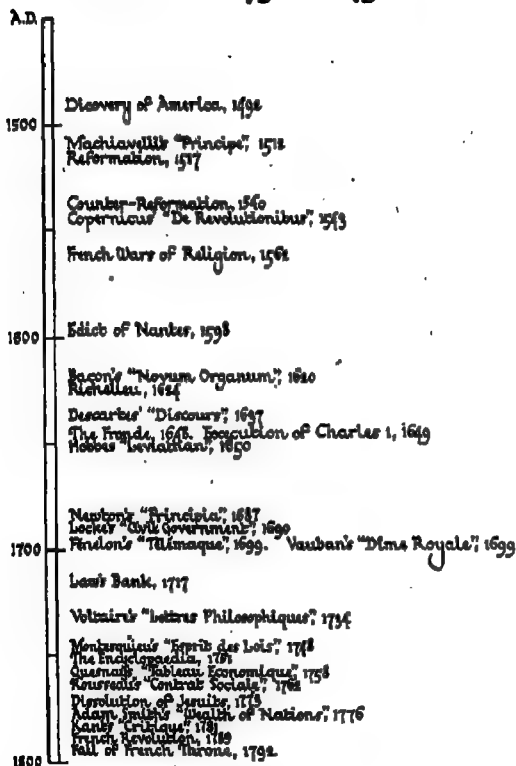 A.D.
Dicovery of America, 1492
1500
Machiavelli's "Principe", 1512
Reformation, 1517
Counter-Reformation, 1540
Copernicus "De Revolutionibus", 1543
French Wars of Religion, 1562
Edict of Nantes, 1598
1600
Bacon's "Novum Organum", 1620
Richelieu, 1624
Descartes' "Discours", 1637
The Fronde, 1648. Execution of Charles 1, 1649
Hobbes "Leviathan", 1650
Newton's "Principia", 1687
Locke's "Civil Government", 1690
Fénelon's "Télémaque", 1699. Vauban's "Dîme Royale", 1699
1700
Law's Bank, 1717
Voltaire's "Lettres Philosophiques", 1734
Montesquieu's "Esprit des Lois", 1748
The Encyclopaedia, 1751
Quesnay's "Tableau Economique", 1758
Rousseau's "Contrat Sociale", 1762
Dissolution of Jesuits, 1773
Adam Smith's "Wealth of Nations", 1776
Kant's "Critique", 1781
French Revolution, 1789
Fall of French Throne, 1792
1800